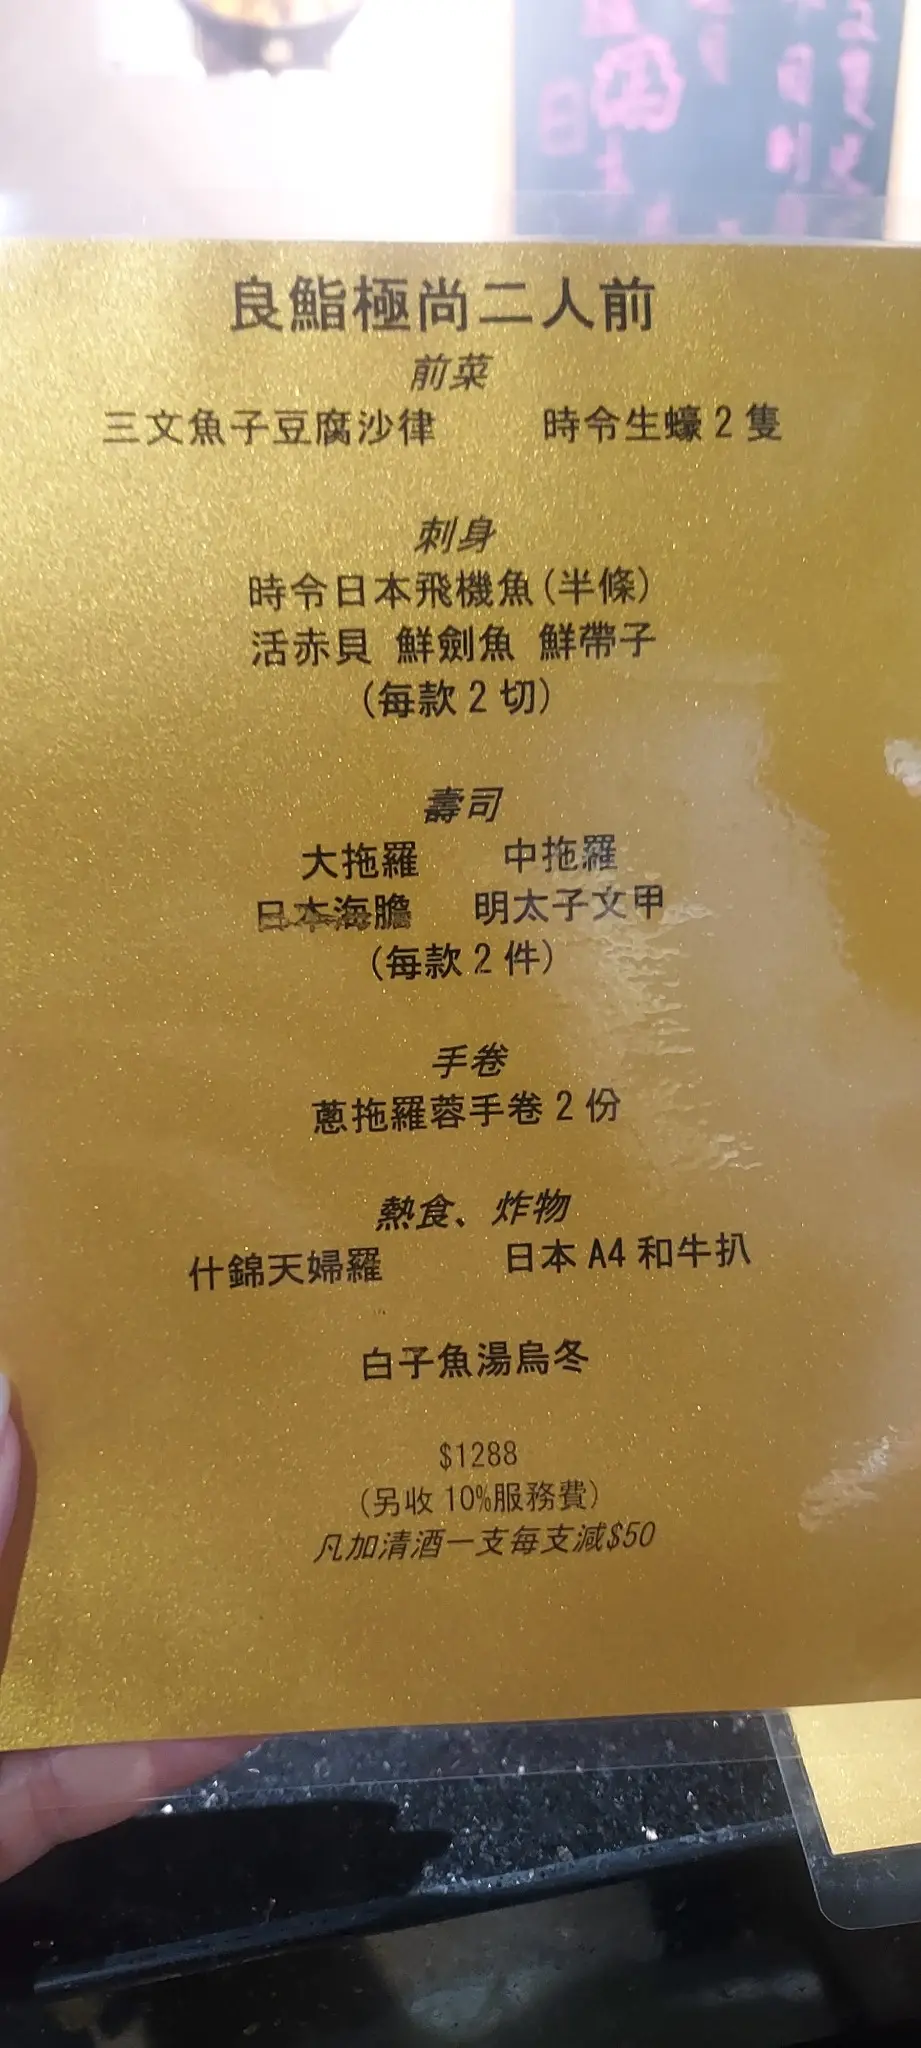 良鮨極尚二人前
前菜
三文魚子豆腐沙律 時令生蠔2隻
刺身
時令日本飛機魚(半條)
活赤貝 鮮劍魚 鮮帶子
(每款2切)
壽司
大拖羅 中拖羅
日本海膽 明太子文甲
(每款2件)
手卷
蔥拖羅蓉手卷2份
熱食、炸物
什錦天婦羅 日本A4和牛扒
白子魚湯烏冬
$1288
(另收10%服務費)
凡加清酒一支每支減$50